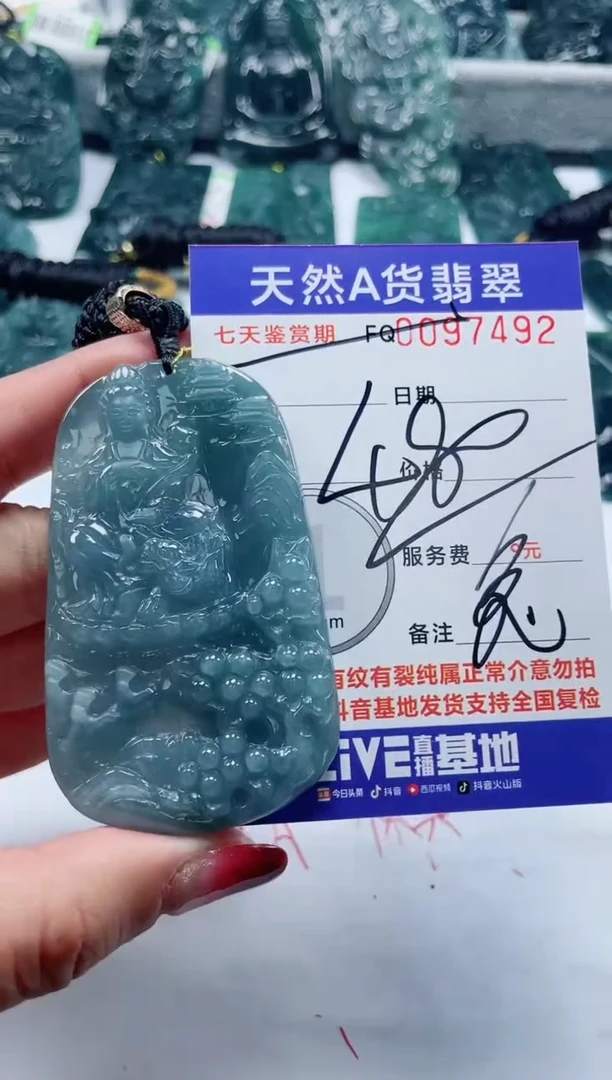 天然A货翡翠
七天鉴赏期 FQ0097492
日期
480
价格
服务费 元
备注 免
有纹有裂纯属正常介意勿拍
抖音基地发货支持全国复检
LiVE直播基地
今日头条 抖音 西瓜视频 抖音火山版